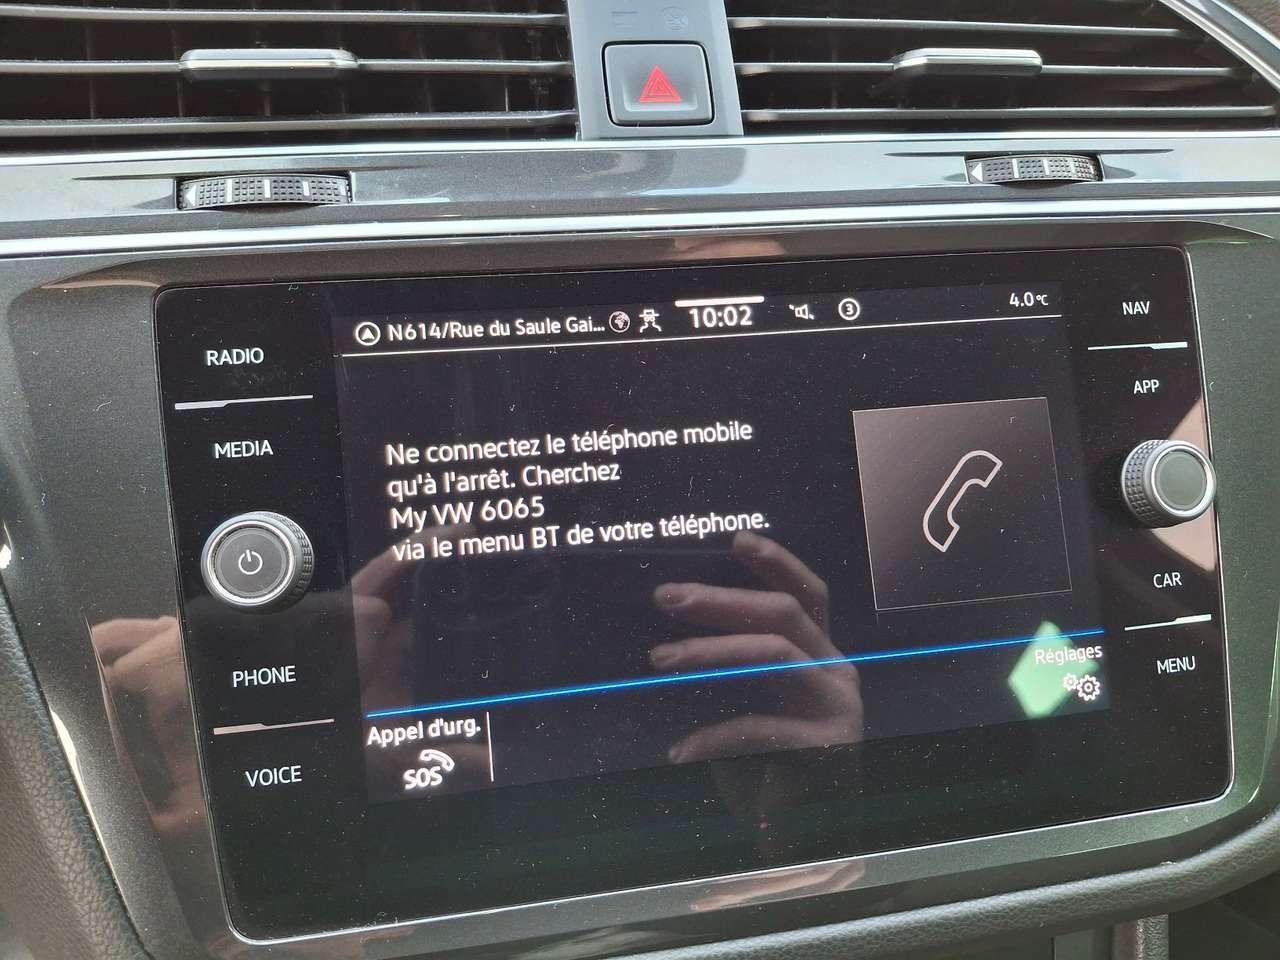 N614/Rue du Saule Gai... 10:02 3 4.0°C
RADIO
MEDIA
PHONE
VOICE
Ne connectez le téléphone mobile
qu'à l'arrêt. Cherchez
My VW 6065
via le menu BT de votre téléphone.
Appel d'urg.
SOS
Réglages
NAV
APP
CAR
MENU